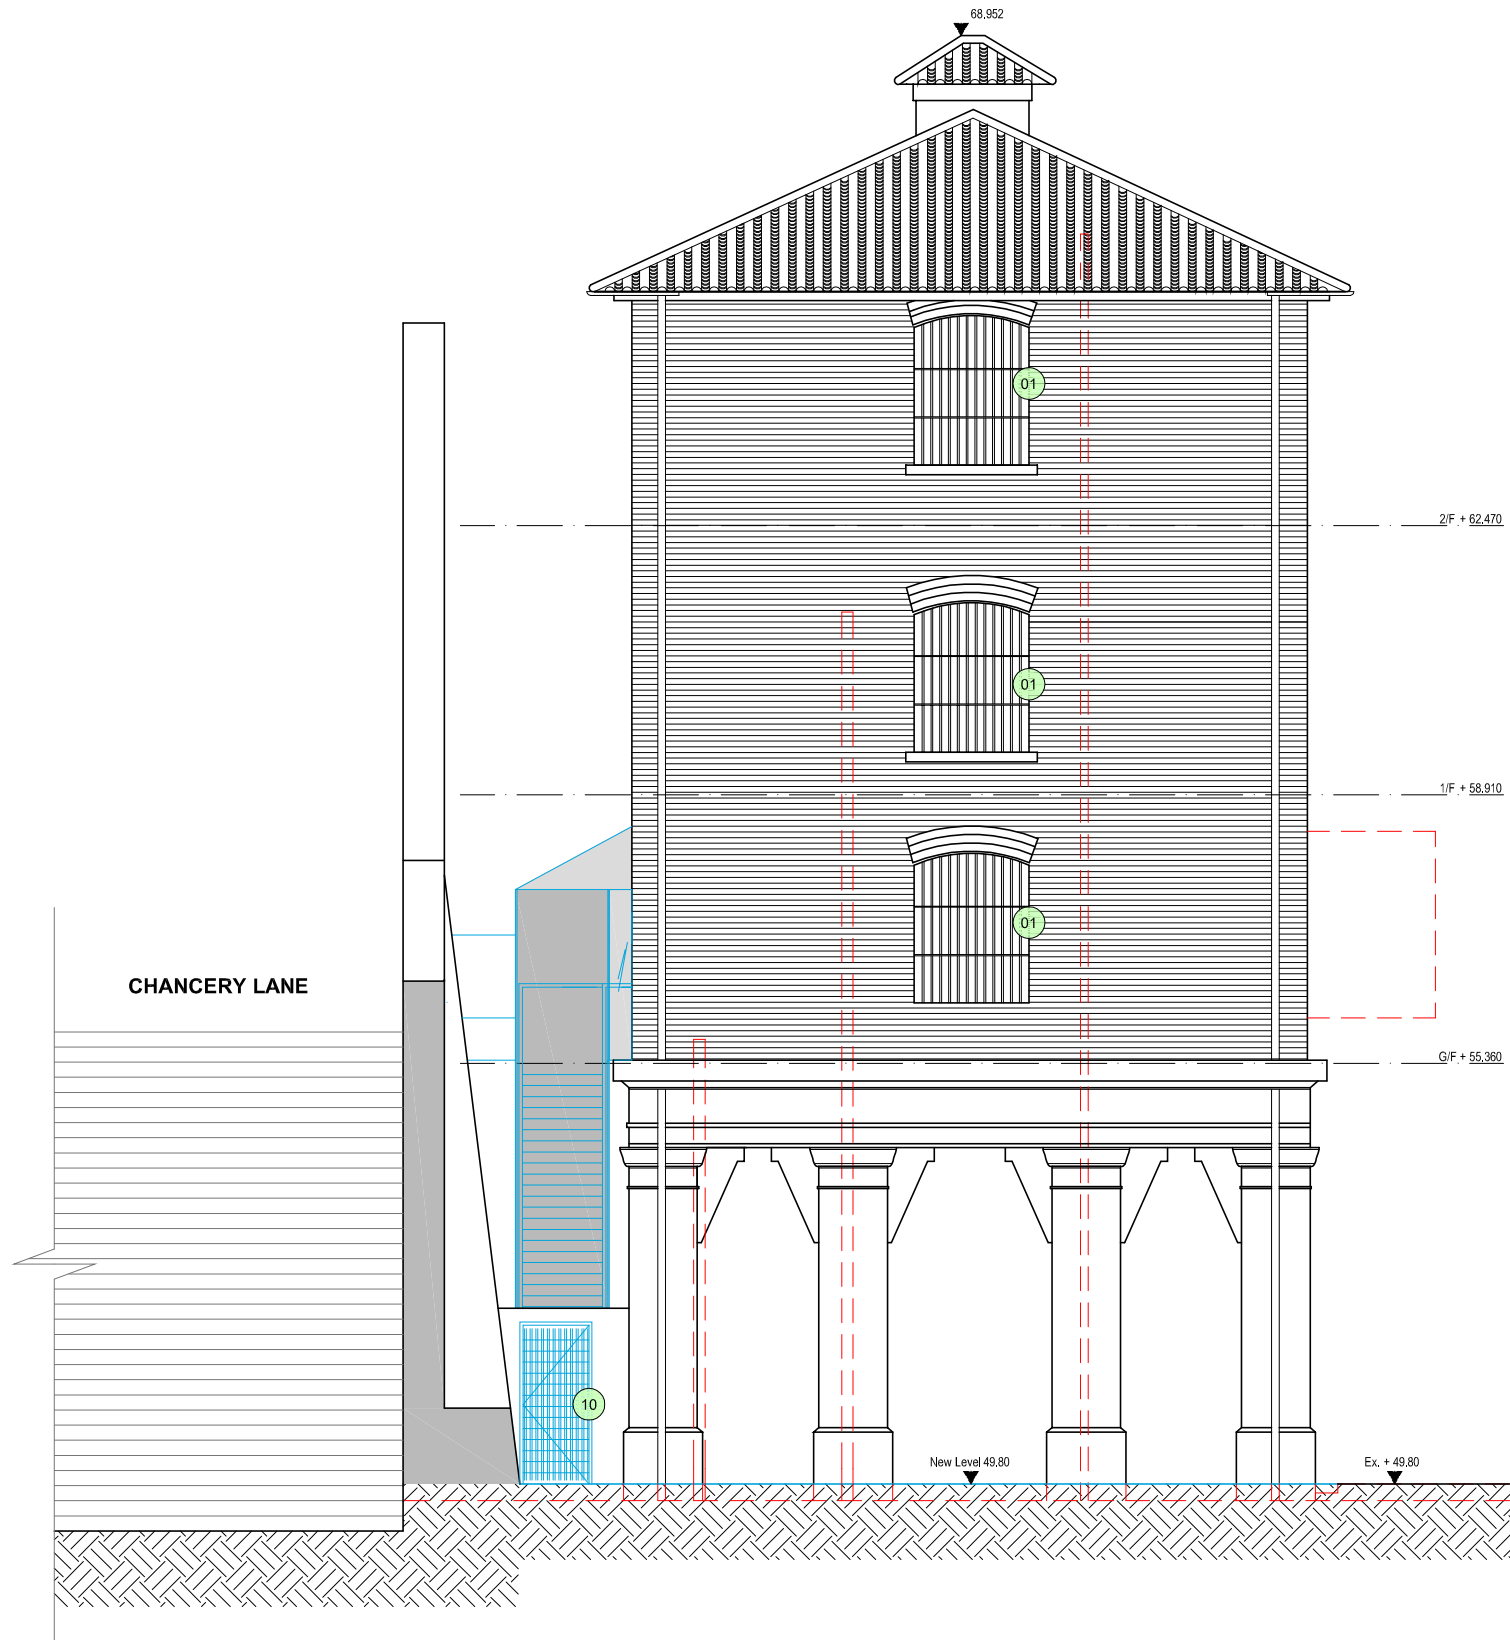 68.952
01
2/F + 62.470
01
1/F + 58.910
01
CHANCERY LANE
G/F + 55.360
10
New Level 49.80
Ex. + 49.80